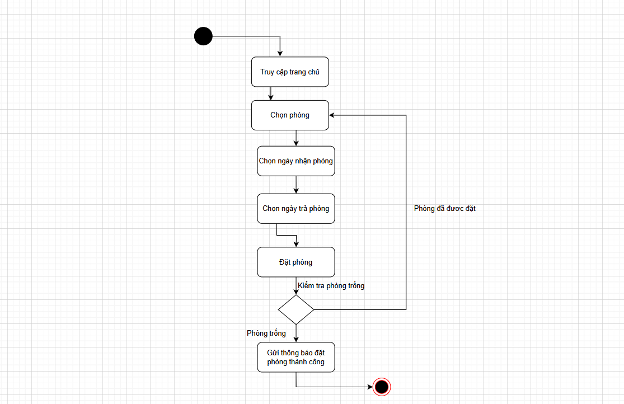 Truy cập trang chủ
Chọn phòng
Chọn ngày nhận phòng
Chọn ngày trả phòng
Phòng đã được đặt
Đặt phòng
Kiểm tra phòng trống
Phòng trống
Gửi thông báo đặt
phòng thành công